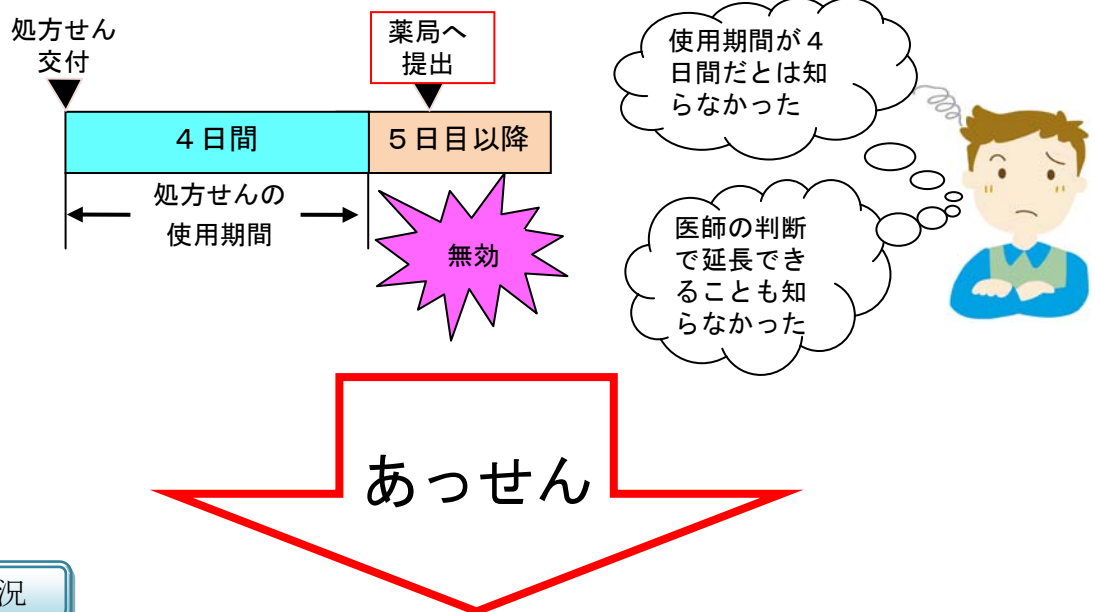 処方せん
交付
薬局へ
提出
４日間
５日目以降
処方せんの
使用期間
無効
使用期間が４
日間だとは知
らなかった
医師の判断
で延長でき
ることも知
らなかった
あっせん
況